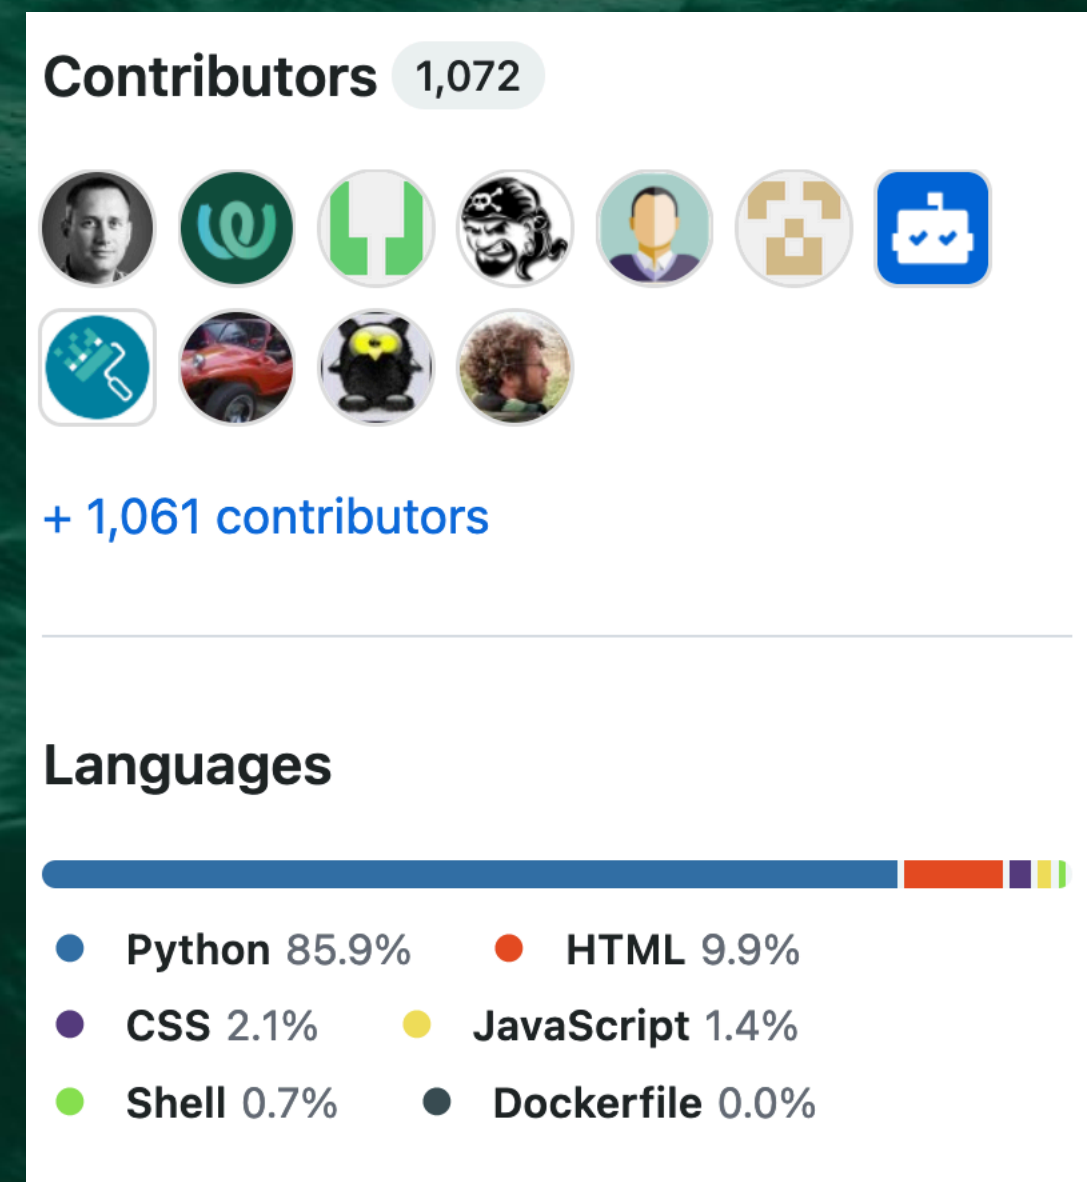 Contributors 1,072
+ 1,061 contributors
Languages
Python 85.9% HTML 9.9%
CSS 2.1% JavaScript 1.4%
Shell 0.7% Dockerfile 0.0%